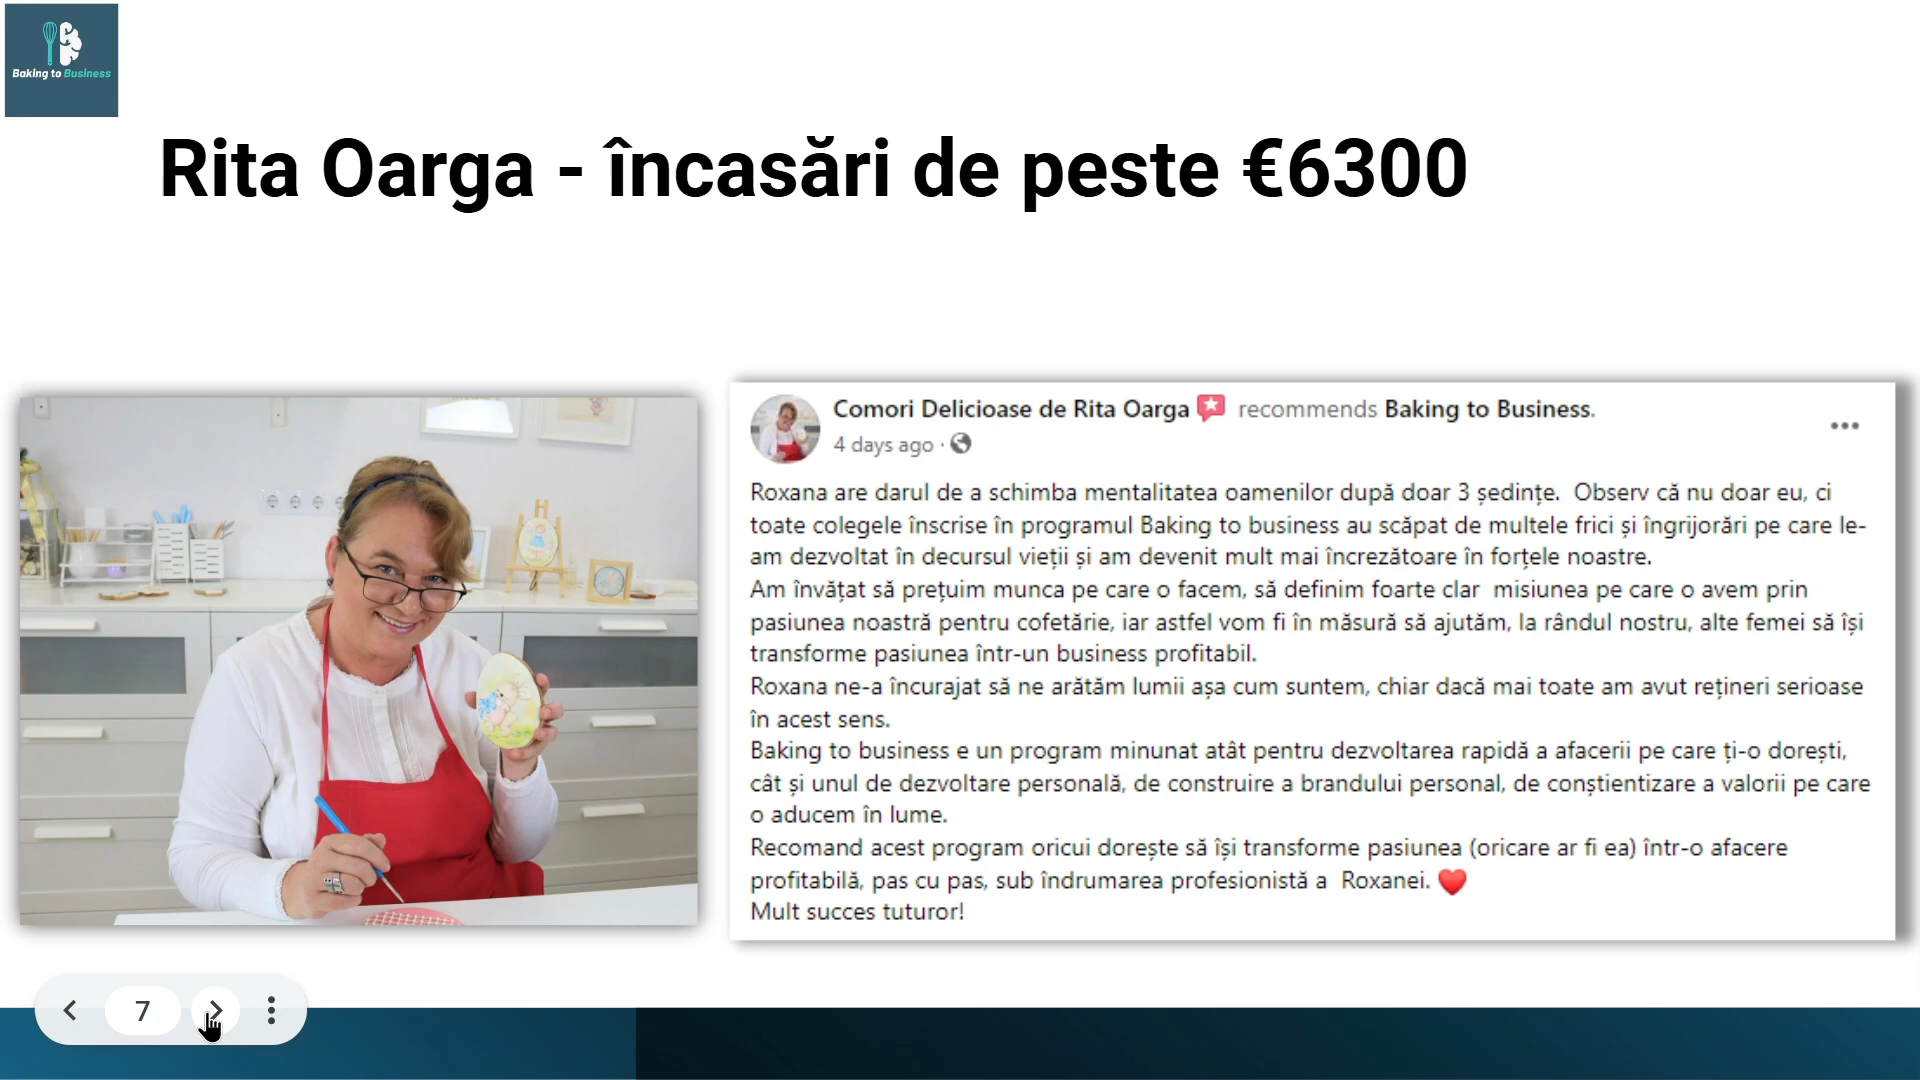 Baking to Business
Rita Oarga - încasări de peste €6300
Comori Delicioase de Rita Oarga recommends Baking to Business.
4 days ago ·
Roxana are darul de a schimba mentalitatea oamenilor după doar 3 ședințe. Observ că nu doar eu, ci
toate colegele înscrise în programul Baking to business au scăpat de multele frici și îngrijorări pe care le-
am dezvoltat în decursul vieții și am devenit mult mai încrezătoare în forțele noastre.
Am învățat să prețuim munca pe care o facem, să definim foarte clar misiunea pe care o avem prin
pasiunea noastră pentru cofetărie, iar astfel vom fi în măsură să ajutăm, la rândul nostru, alte femei să își
transforme pasiunea într-un business profitabil.
Roxana ne-a încurajat să ne arătăm lumii așa cum suntem, chiar dacă mai toate am avut rețineri serioase
în acest sens.
Baking to business e un program minunat atât pentru dezvoltarea rapidă a afacerii pe care ți-o dorești,
cât și unul de dezvoltare personală, de construire a brandului personal, de conștientizare a valorii pe care
o aducem în lume.
Recomand acest program oricui dorește să își transforme pasiunea (oricare ar fi ea) într-o afacere
profitabilă, pas cu pas, sub îndrumarea profesionistă a Roxanei. ❤️
Mult succes tuturor!
7